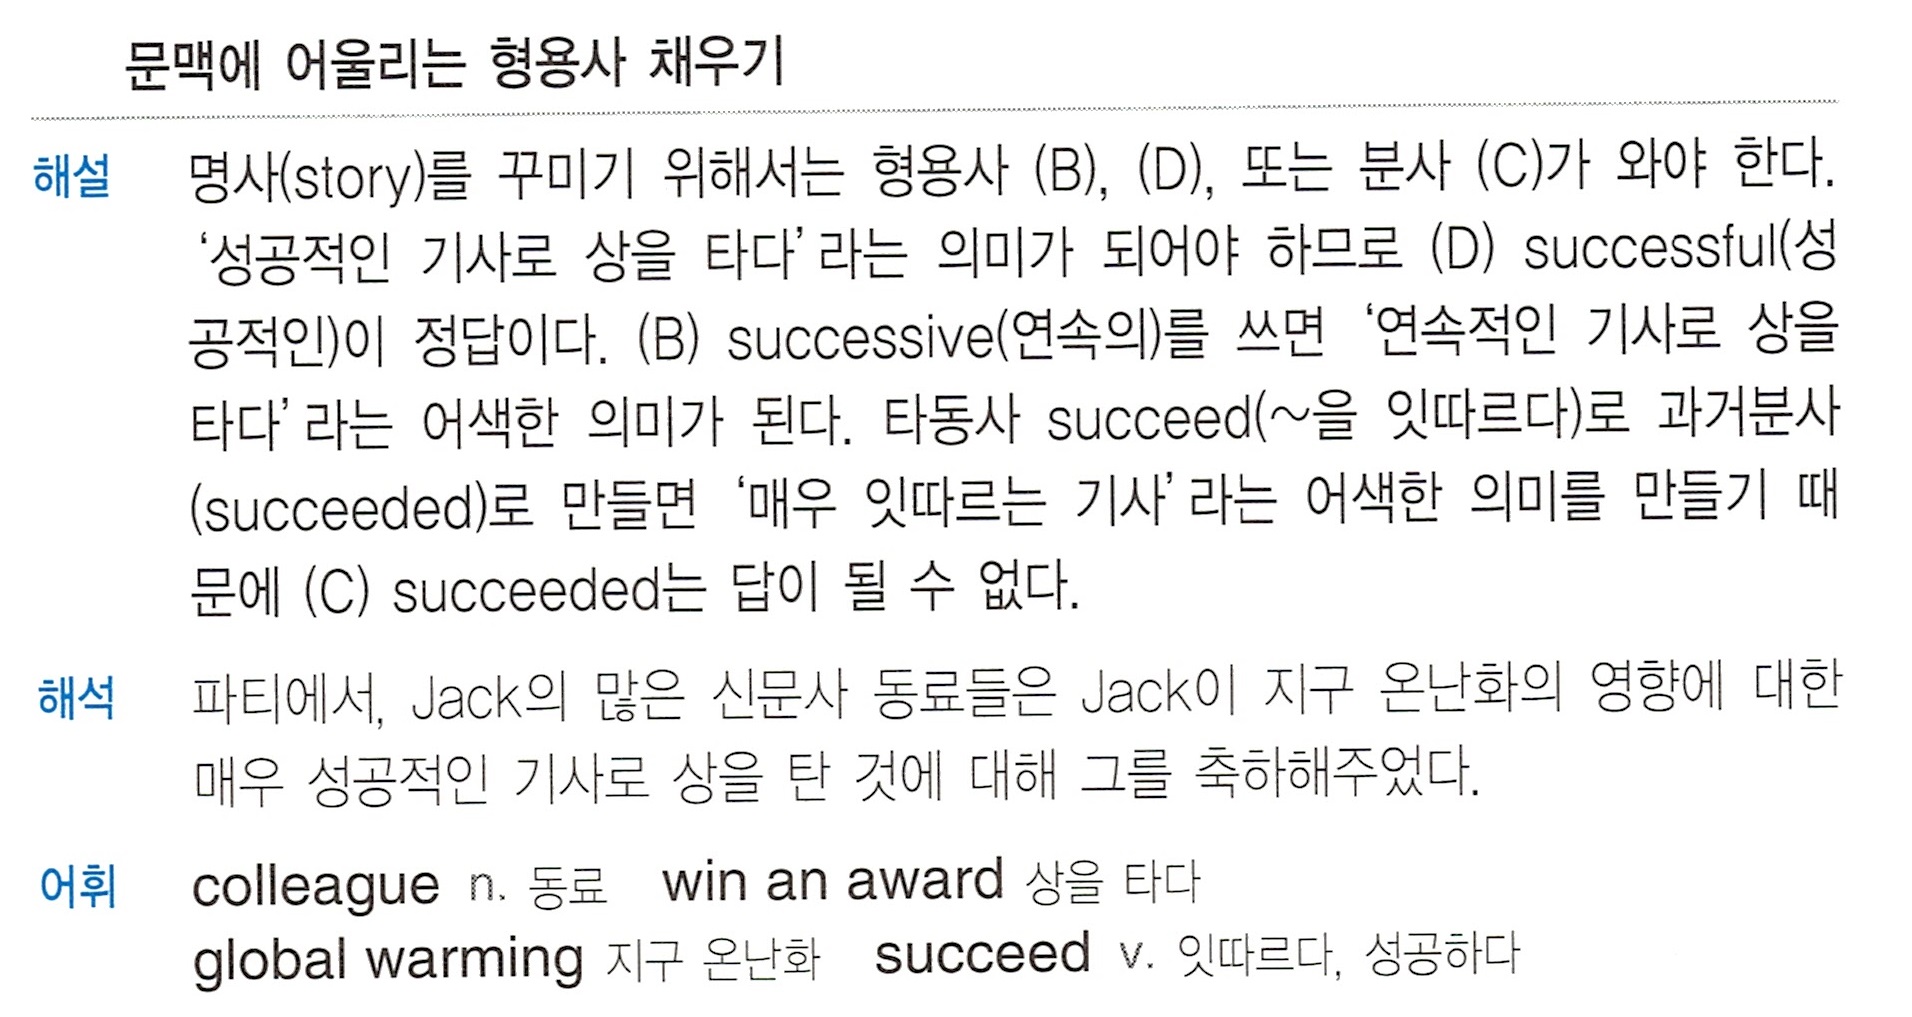 문맥에 어울리는 형용사 채우기
해설 명사(story)를 꾸미기 위해서는 형용사 (B), (D), 또는 분사 (C)가 와야 한다.
‘성공적인 기사로 상을 타다’라는 의미가 되어야 하므로 (D) successful(성
공적인)이 정답이다. (B) successive(연속의)를 쓰면 ‘연속적인 기사로 상을
타다’라는 어색한 의미가 된다. 타동사 succeed(~을 잇따르다)로 과거분사
(succeeded)로 만들면 ‘매우 잇따르는 기사’라는 어색한 의미를 만들기 때
문에 (C) succeeded는 답이 될 수 없다.
해석 파티에서, Jack의 많은 신문사 동료들은 Jack이 지구 온난화의 영향에 대한
매우 성공적인 기사로 상을 탄 것에 대해 그를 축하해주었다.
어휘 colleague n. 동료 win an award 상을 타다
global warming 지구 온난화 succeed v. 잇따르다, 성공하다